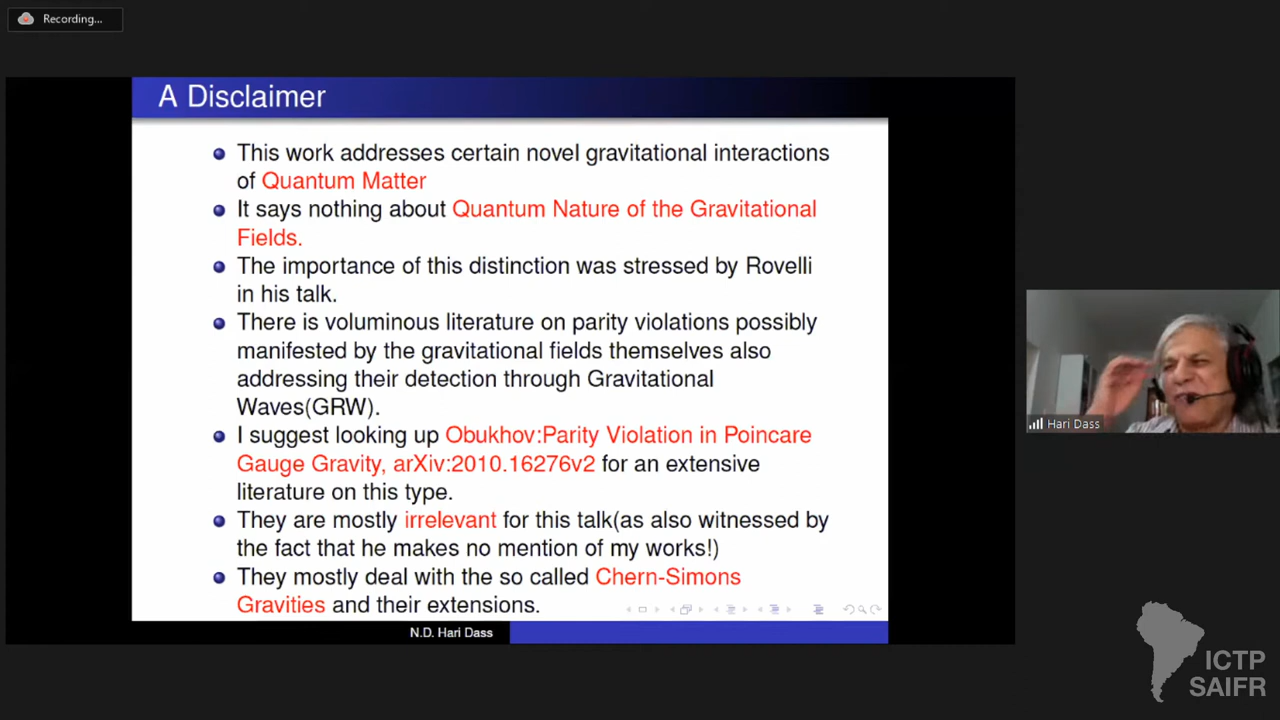 Recording...
A Disclaimer
This work addresses certain novel gravitational interactions
of Quantum Matter
It says nothing about Quantum Nature of the Gravitational
Fields.
The importance of this distinction was stressed by Rovelli
in his talk.
There is voluminous literature on parity violations possibly
manifested by the gravitational fields themselves also
addressing their detection through Gravitational
Waves(GRW).
I suggest looking up Obukhov:Parity Violation in Poincare
Gauge Gravity, arXiv:2010.16276v2 for an extensive
literature on this type.
They are mostly irrelevant for this talk(as also witnessed by
the fact that he makes no mention of my works!)
They mostly deal with the so called Chern-Simons
Gravities and their extensions.
N.D. Hari Dass
Hari Dass
ICTP
SAIFR